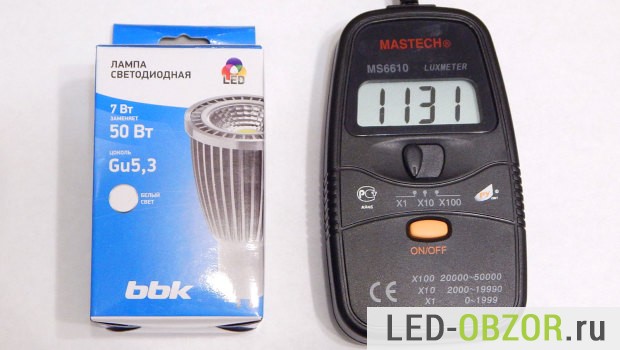 ЛАМПА
СВЕТОДИОДНАЯ
LED
7 Вт
ЗАМЕНЯЕТ
50 Вт
ЦОКОЛЬ
Gu5,3
БЕЛЫЙ
СВЕТ
bbk
MASTECH®
MS6610 LUXMETER
1131
X1 X10 X100
ON/OFF
X100 20000~50000
X10 2000~19990
X1 0~1999
CE
LED-OBZOR.ru